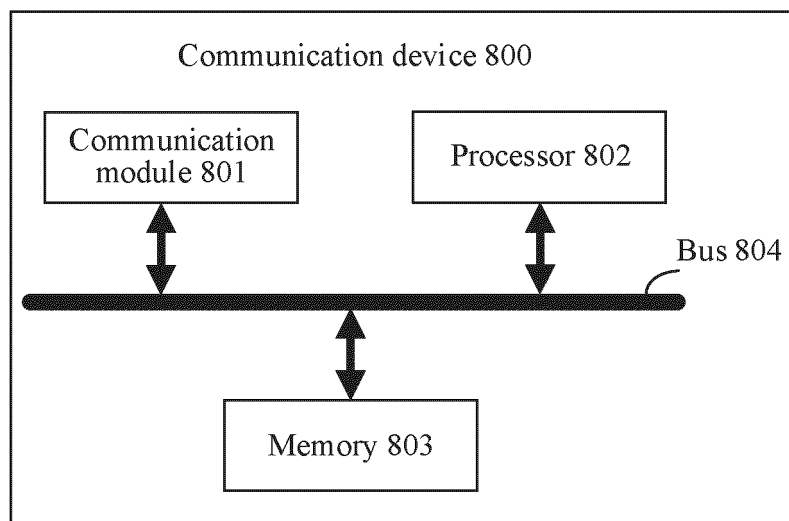 Communication device 800
Communication
module 801
Processor 802
Bus 804
Memory 803